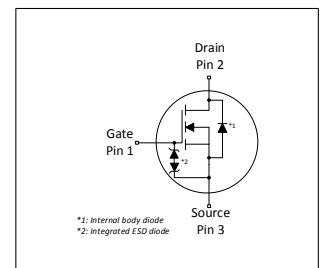 Drain
Pin 2
*1
Gate
Pin 1
*2
*1: Internal body diode
*2: Integrated ESD diode
Source
Pin 3